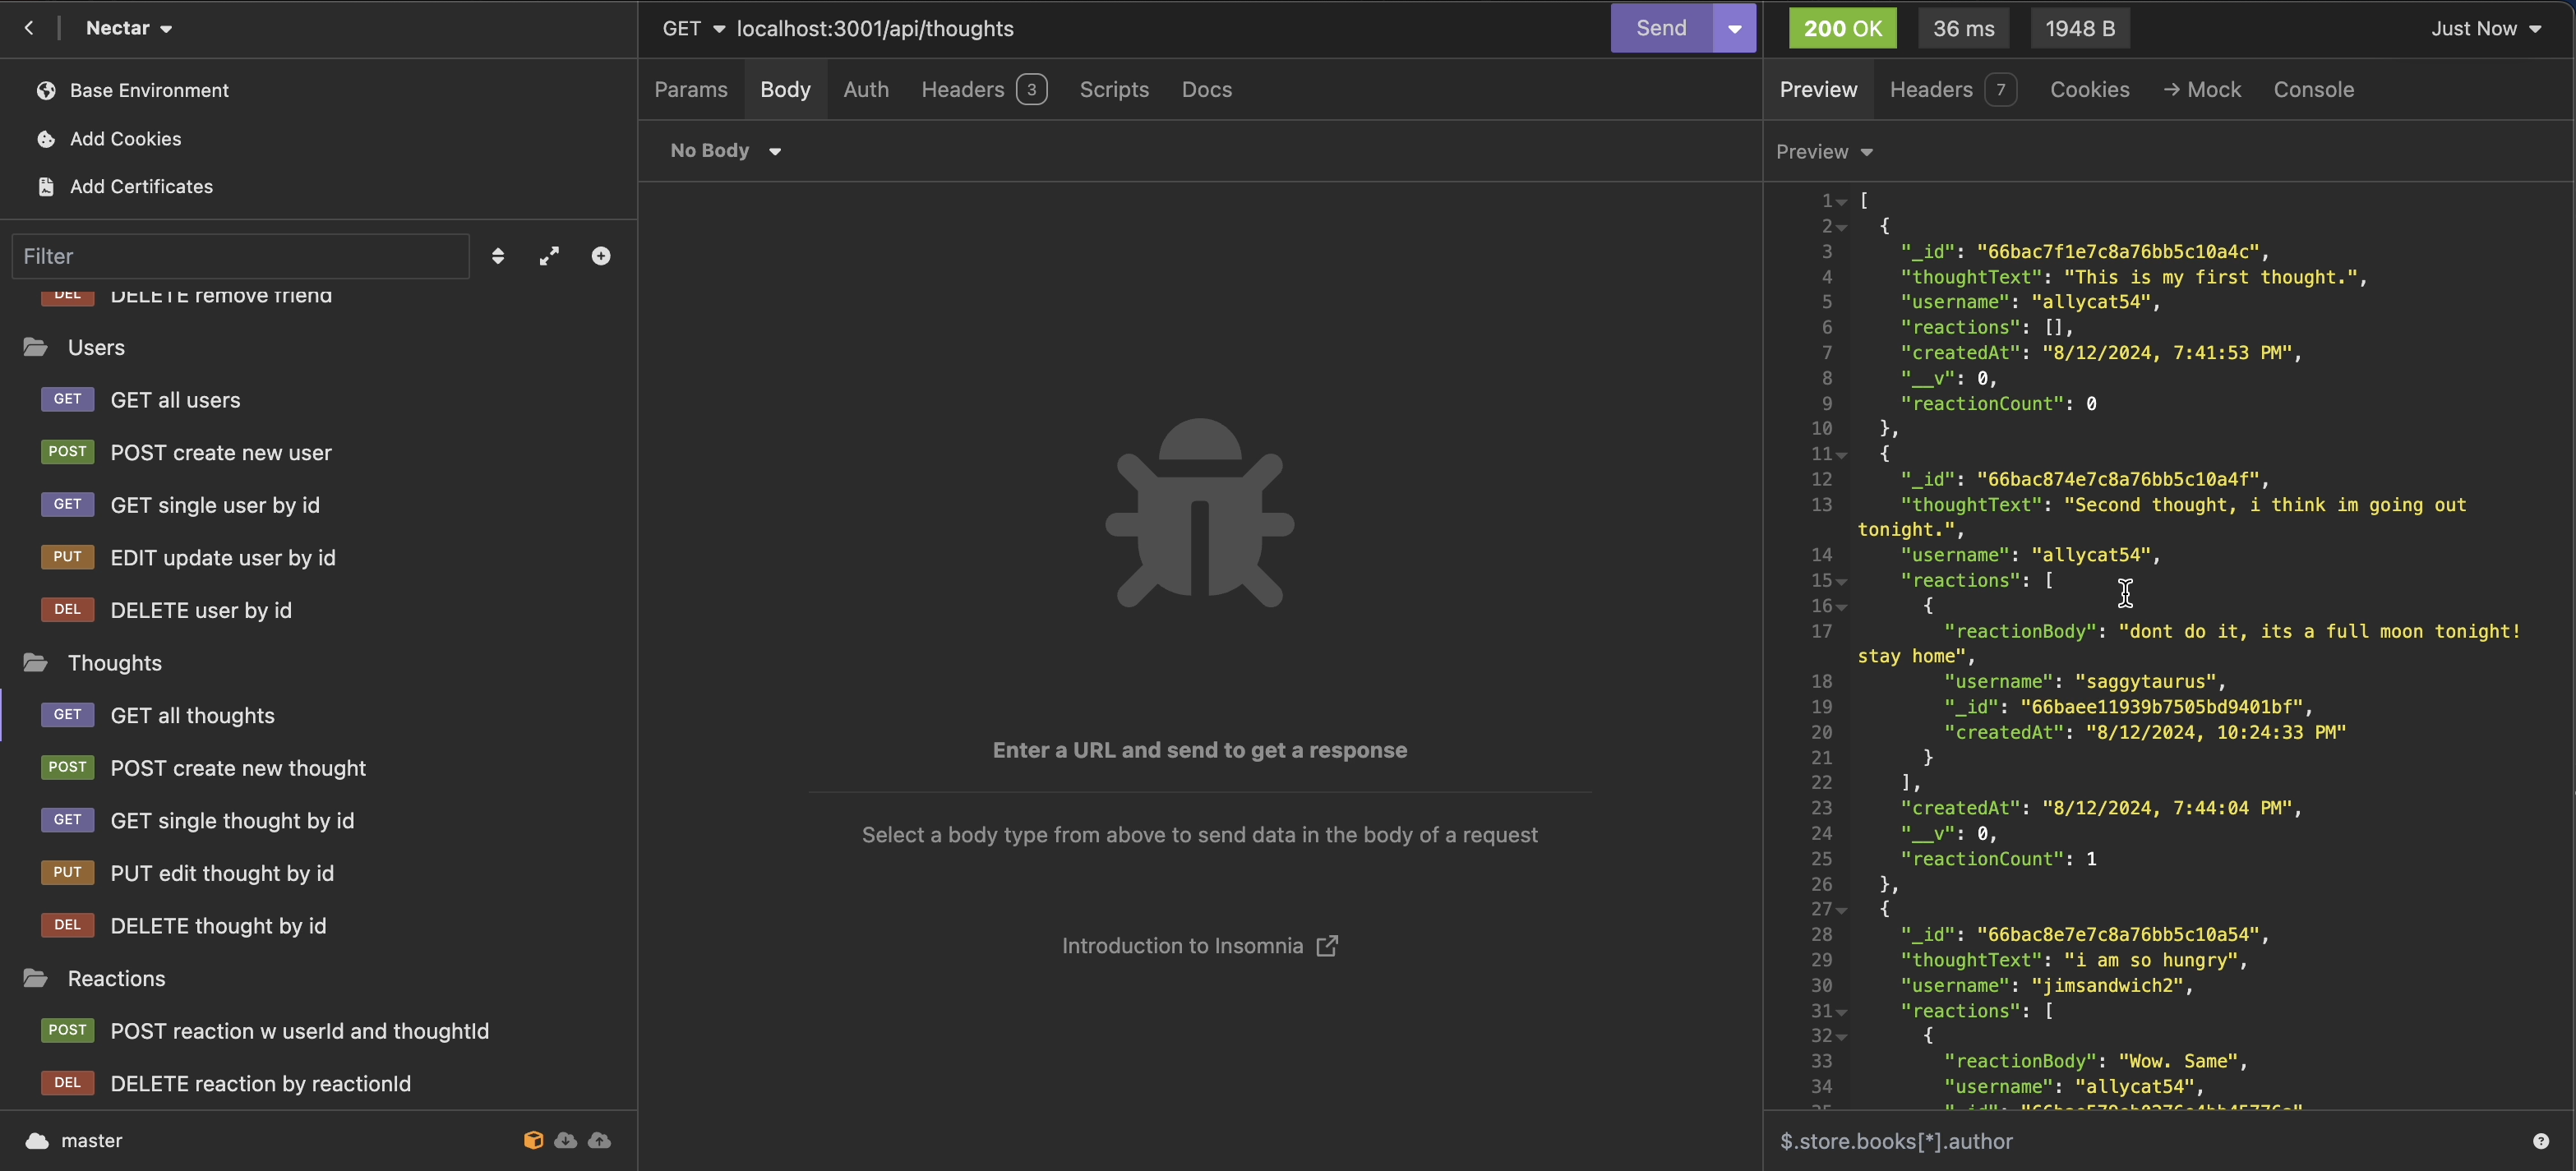 Nectar
Base Environment
Add Cookies
Add Certificates
Filter
DEL DELETE remove friend
Users
GET GET all users
POST POST create new user
GET GET single user by id
PUT EDIT update user by id
DEL DELETE user by id
Thoughts
GET GET all thoughts
POST POST create new thought
GET GET single thought by id
PUT PUT edit thought by id
DEL DELETE thought by id
Reactions
POST POST reaction w userId and thoughtId
DEL DELETE reaction by reactionId
master
GET localhost:3001/api/thoughts Send
Params Body Auth Headers 3 Scripts Docs
No Body
Enter a URL and send to get a response
Select a body type from above to send data in the body of a request
Introduction to Insomnia
200 OK 36 ms 1948 B Just Now
Preview Headers 7 Cookies → Mock Console
Preview
1 [
2 {
3 "_id": "66bac7f1e7c8a76bb5c10a4c",
4 "thoughtText": "This is my first thought.",
5 "username": "allycat54",
6 "reactions": [],
7 "createdAt": "8/12/2024, 7:41:53 PM",
8 "__v": 0,
9 "reactionCount": 0
10 },
11 {
12 "_id": "66bac874e7c8a76bb5c10a4f",
13 "thoughtText": "Second thought, i think im going out
tonight.",
14 "username": "allycat54",
15 "reactions": [
16 {
17 "reactionBody": "dont do it, its a full moon tonight!
stay home",
18 "username": "saggytaurus",
19 "_id": "66baee11939b7505bd9401bf",
20 "createdAt": "8/12/2024, 10:24:33 PM"
21 }
22 ],
23 "createdAt": "8/12/2024, 7:44:04 PM",
24 "__v": 0,
25 "reactionCount": 1
26 },
27 {
28 "_id": "66bac8e7e7c8a76bb5c10a54",
29 "thoughtText": "i am so hungry",
30 "username": "jimsandwich2",
31 "reactions": [
32 {
33 "reactionBody": "Wow. Same",
34 "username": "allycat54",
$.store.books[*].author